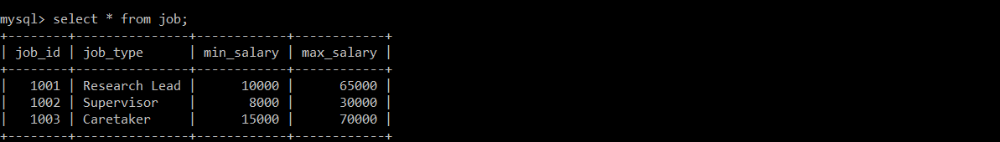 mysql> select * from job;
+--------+---------------+------------+------------+
| job_id | job_type      | min_salary | max_salary |
+--------+---------------+------------+------------+
|   1001 | Research Lead |      10000 |      65000 |
|   1002 | Supervisor    |       8000 |      30000 |
|   1003 | Caretaker     |      15000 |      70000 |
+--------+---------------+------------+------------+